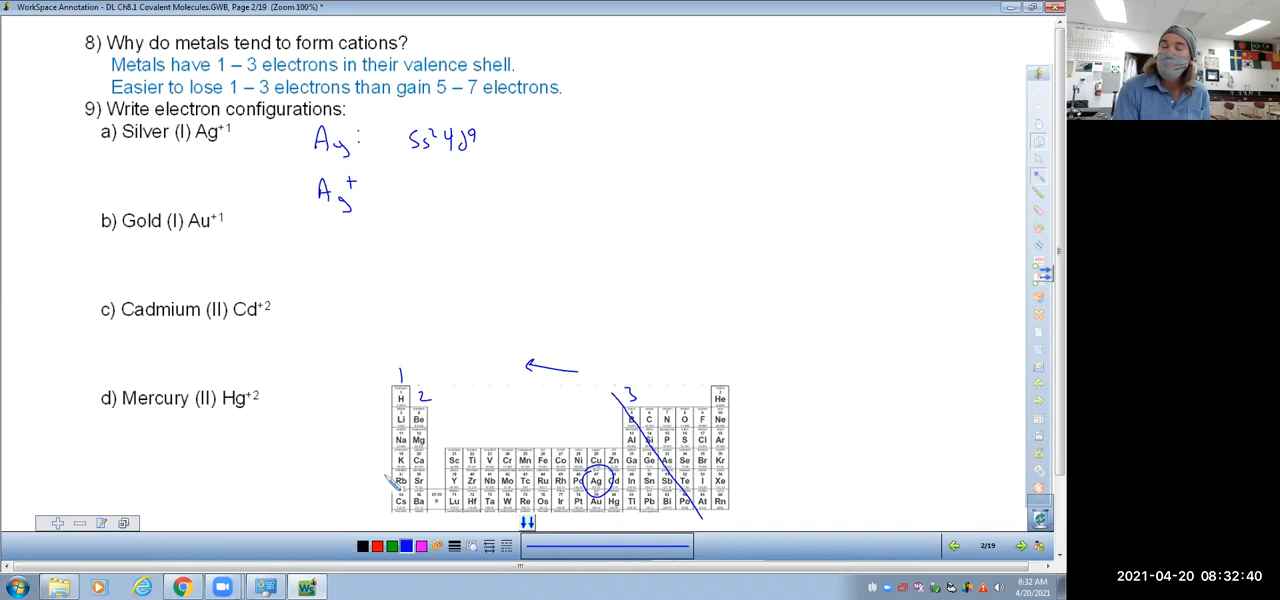 WorkSpace Annotation - DL Ch8.1 Covalent Molecules.GWB, Page 2/19 (Zoom 100%) *
8) Why do metals tend to form cations?
Metals have 1 – 3 electrons in their valence shell.
Easier to lose 1 – 3 electrons than gain 5 – 7 electrons.
9) Write electron configurations:
a) Silver (I) Ag+1
Ag: 5s² 4d⁹
Ag+
b) Gold (I) Au+1
c) Cadmium (II) Cd+2
d) Mercury (II) Hg+2
1 2 3
H He
Li Be B C N O F Ne
Na Mg Al Si P S Cl Ar
K Ca Sc Ti V Cr Mn Fe Co Ni Cu Zn Ga Ge As Se Br Kr
Rb Sr Y Zr Nb Mo Tc Ru Rh Pd Ag Cd In Sn Sb Te I Xe
Cs Ba Lu Hf Ta W Re Os Ir Pt Au Hg Tl Pb Bi Po At Rn
2/19
8:32 AM
4/20/2021
2021-04-20 08:32:40